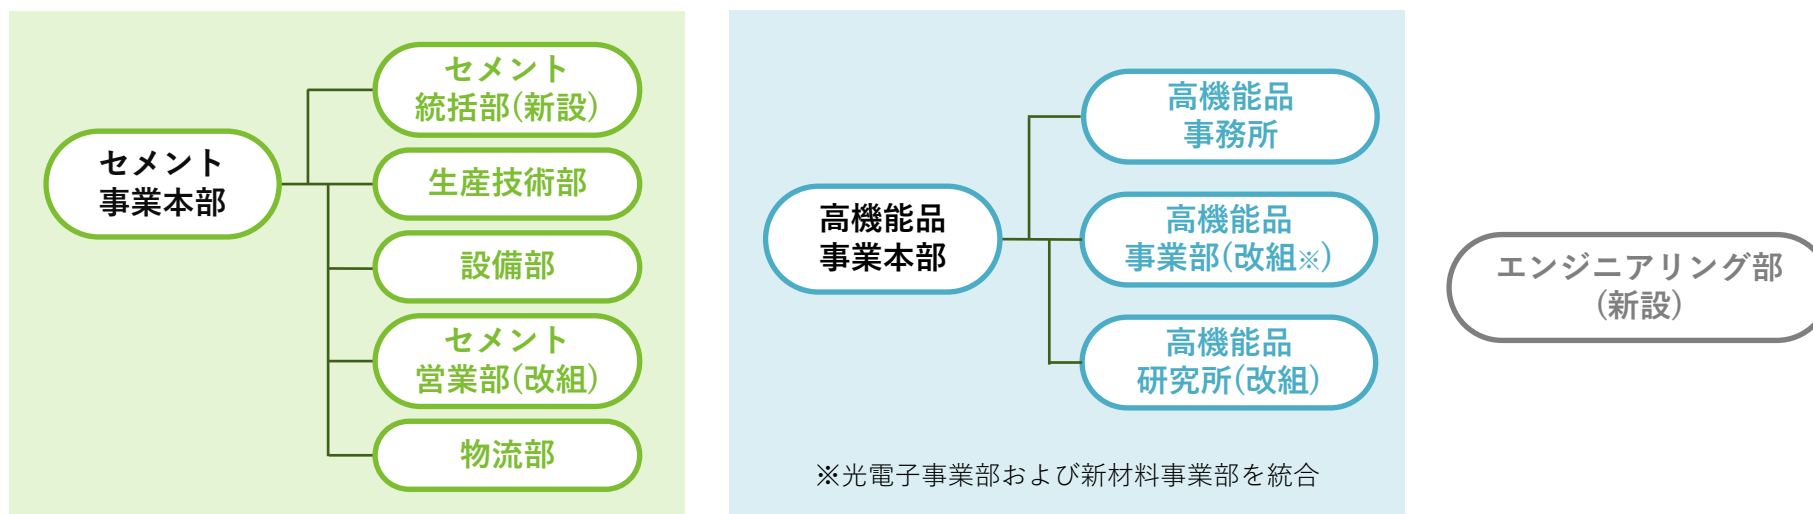 セメント
事業本部
セメント
統括部(新設)
生産技術部
設備部
セメント
営業部(改組)
物流部
高機能品
事業本部
高機能品
事務所
高機能品
事業部(改組※)
高機能品
研究所(改組)
※光電子事業部および新材料事業部を統合
エンジニアリング部
(新設)